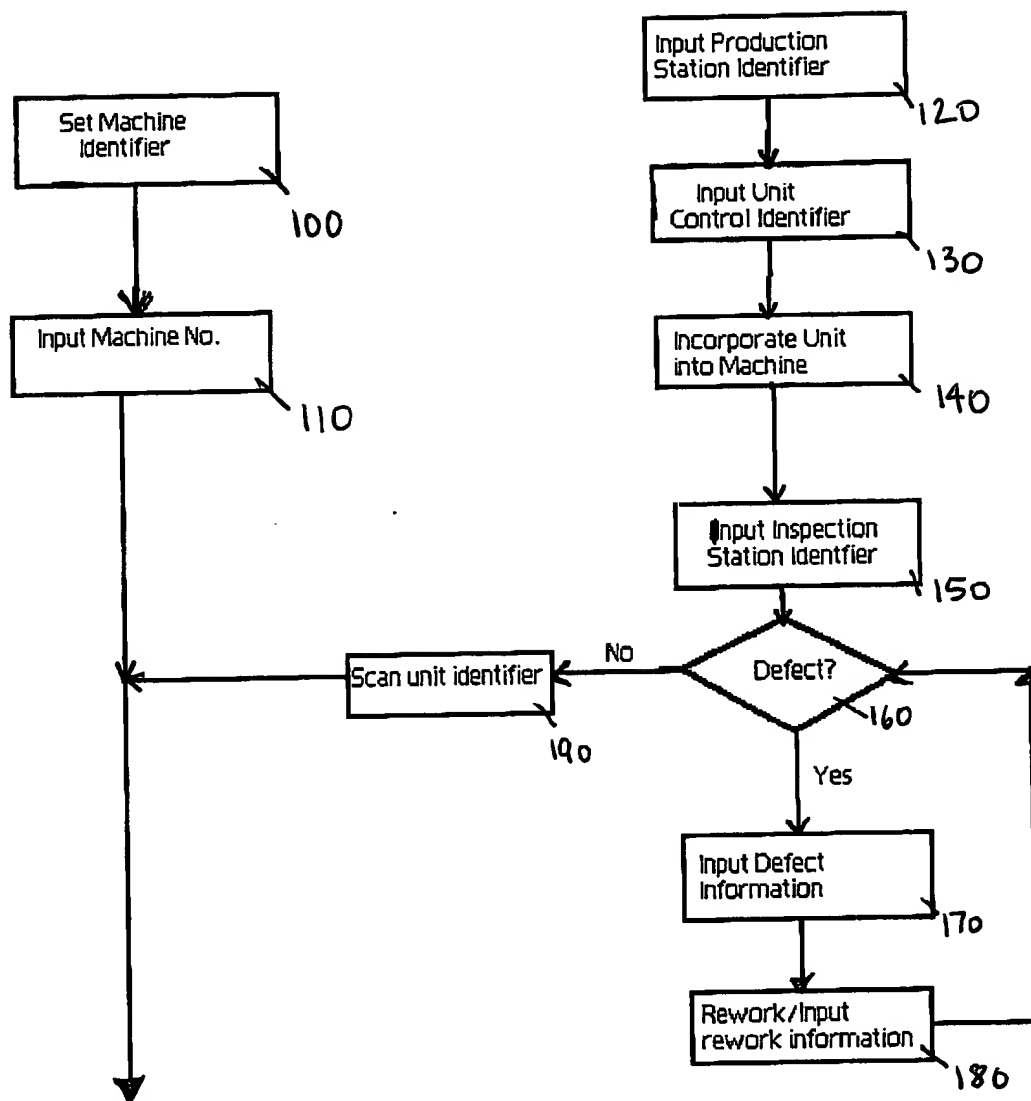 Input Production
Station Identifier
120
Set Machine
Identifier
100
Input Unit
Control Identifier
130
Input Machine No.
110
Incorporate Unit
into Machine
140
Input Inspection
Station Identfier
150
No
Scan unit identifier
190
Defect?
160
Yes
Input Defect
Information
170
Rework/Input
rework information
180